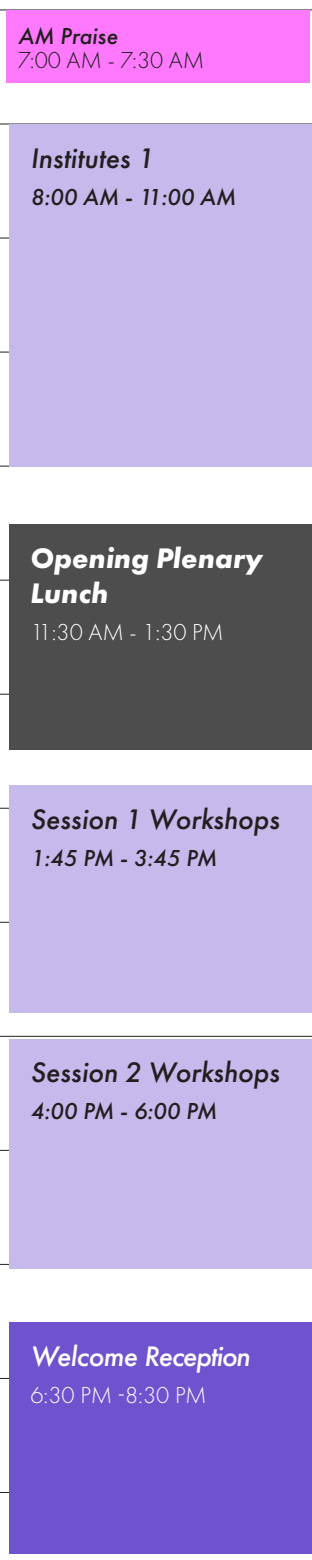 AM Praise
7:00 AM - 7:30 AM
Institutes 1
8:00 AM - 11:00 AM
Opening Plenary
Lunch
11:30 AM - 1:30 PM
Session 1 Workshops
1:45 PM - 3:45 PM
Session 2 Workshops
4:00 PM - 6:00 PM
Welcome Reception
6:30 PM -8:30 PM